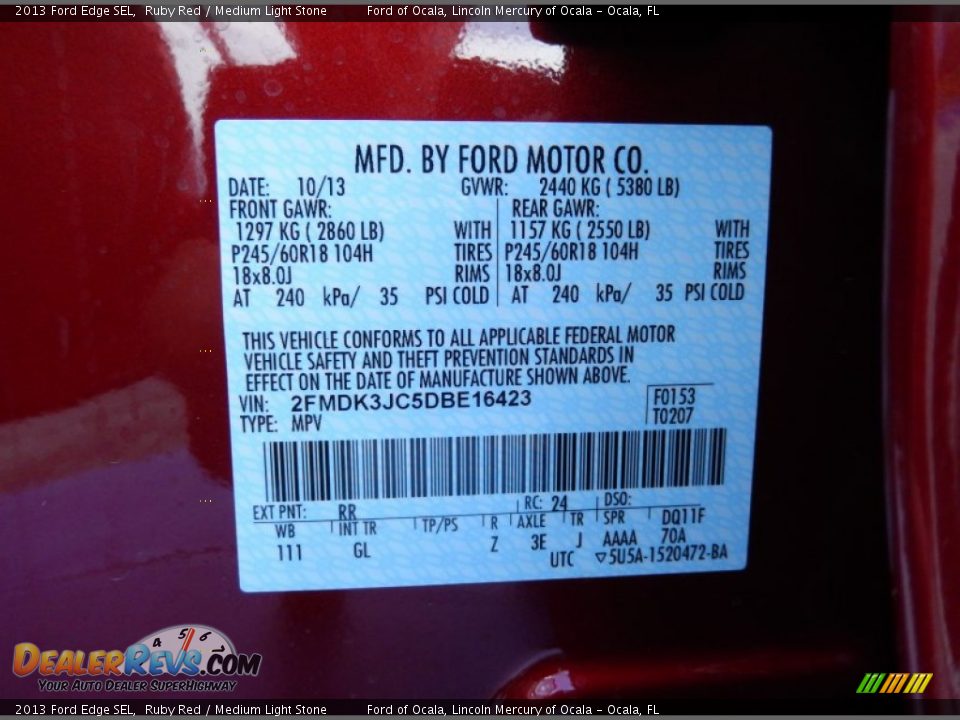 2013 Ford Edge SEL, Ruby Red / Medium Light Stone Ford of Ocala, Lincoln Mercury of Ocala - Ocala, FL
MFD. BY FORD MOTOR CO.
DATE: 10/13 GVWR: 2440 KG ( 5380 LB)
FRONT GAWR: REAR GAWR:
1297 KG ( 2860 LB) WITH 1157 KG ( 2550 LB) WITH
P245/60R18 104H TIRES P245/60R18 104H TIRES
18x8.0J RIMS 18x8.0J RIMS
AT 240 kPa/ 35 PSI COLD AT 240 kPa/ 35 PSI COLD
THIS VEHICLE CONFORMS TO ALL APPLICABLE FEDERAL MOTOR
VEHICLE SAFETY AND THEFT PREVENTION STANDARDS IN
EFFECT ON THE DATE OF MANUFACTURE SHOWN ABOVE.
VIN: 2FMDK3JC5DBE16423 F0153
TYPE: MPV T0207
EXT PNT: RR RC: 24 DSO:
WB INT TR TP/PS R AXLE TR SPR DQ11F
111 GL Z 3E J AAAA 70A
UTC ▽5U5A-1520472-BA
4 5 6
DEALERREVS.COM
YOUR AUTO DEALER SUPERHIGHWAY
2013 Ford Edge SEL, Ruby Red / Medium Light Stone Ford of Ocala, Lincoln Mercury of Ocala - Ocala, FL